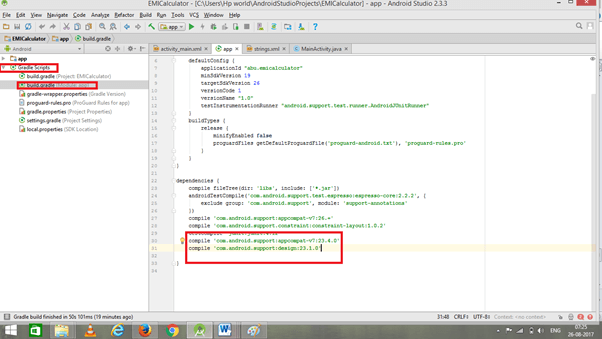 EMICalculator - [C:\Users\Hp world\AndroidStudioProjects\EMICalculator] - app - Android Studio 2.3.3
File Edit View Navigate Code Analyze Refactor Build Run Tools VCS Window Help
app
EMICalculator app build.gradle
Android
activity_main.xml app strings.xml MainActivity.java
app
Gradle Scripts
build.gradle (Project: EMICalculator)
build.gradle
gradle-wrapper.properties (Gradle Version)
proguard-rules.pro (ProGuard Rules for app)
gradle.properties (Project Properties)
settings.gradle (Project Settings)
local.properties (SDK Location)
defaultConfig {
applicationId "abu.emicalculator"
minSdkVersion 19
targetSdkVersion 26
versionCode 1
versionName "1.0"
testInstrumentationRunner "android.support.test.runner.AndroidJUnitRunner"
}
buildTypes {
release {
minifyEnabled false
proguardFiles getDefaultProguardFile('proguard-android.txt'), 'proguard-rules.pro'
}
}
}
dependencies {
compile fileTree(dir: 'libs', include: ['*.jar'])
androidTestCompile('com.android.support.test.espresso:espresso-core:2.2.2', {
exclude group: 'com.android.support', module: 'support-annotations'
})
compile 'com.android.support:appcompat-v7:26.+'
compile 'com.android.support.constraint:constraint-layout:1.0.2'
compile 'com.android.support:appcompat-v7:23.4.0'
compile 'com.android.support:design:23.1.0'
}
Gradle build finished in 50s 101ms (19 minutes ago)
31:48 CRLF÷ UTF-8÷ Context: <no context>
ENG
07:25
26-08-2017